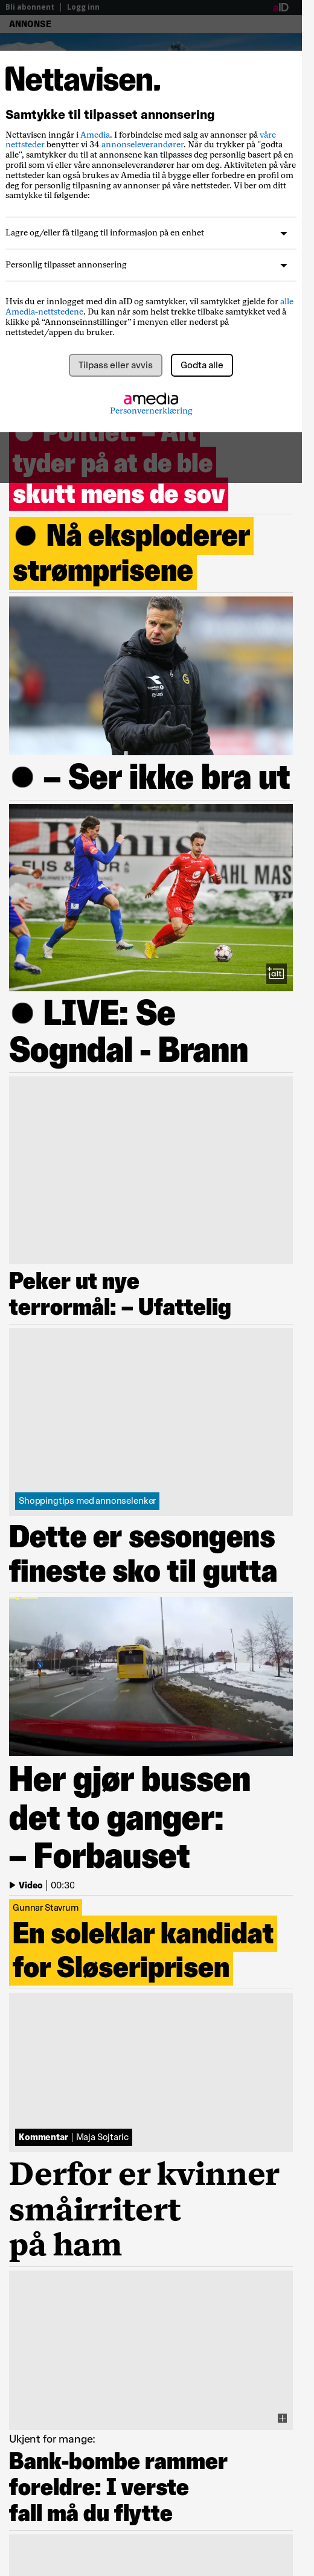 Bli abonnent | Logg inn
aID
ANNONSE
Nettavisen.
Samtykke til tilpasset annonsering
Nettavisen inngår i Amedia. I forbindelse med salg av annonser på våre
nettsteder benytter vi 34 annonseleverandører. Når du trykker på "godta
alle", samtykker du til at annonsene kan tilpasses deg personlig basert på en
profil som vi eller våre annonseleverandører har om deg. Aktiviteten på våre
nettsteder kan også brukes av Amedia til å bygge eller forbedre en profil om
deg for personlig tilpasning av annonser på våre nettsteder. Vi ber om ditt
samtykke til følgende:
Lagre og/eller få tilgang til informasjon på en enhet
Personlig tilpasset annonsering
Hvis du er innlogget med din aID og samtykker, vil samtykket gjelde for alle
Amedia-nettstedene. Du kan når som helst trekke tilbake samtykket ved å
klikke på “Annonseinnstillinger” i menyen eller nederst på
nettstedet/appen du bruker.
Tilpass eller avvis
Godta alle
amedia
Personvernerklæring
● Politiet: – Alt
tyder på at de ble
skutt mens de sov
● Nå eksploderer
strømprisene
● – Ser ikke bra ut
+alt
● LIVE: Se
Sogndal - Brann
Peker ut nye
terrormål: – Ufattelig
Shoppingtips med annonselenker
Dette er sesongens
fineste sko til gutta
Her gjør bussen
det to ganger:
– Forbauset
Video | 00:30
Gunnar Stavrum
En soleklar kandidat
for Sløseriprisen
Kommentar | Maja Sojtaric
Derfor er kvinner
småirritert
på ham
Ukjent for mange:
Bank-bombe rammer
foreldre: I verste
fall må du flytte